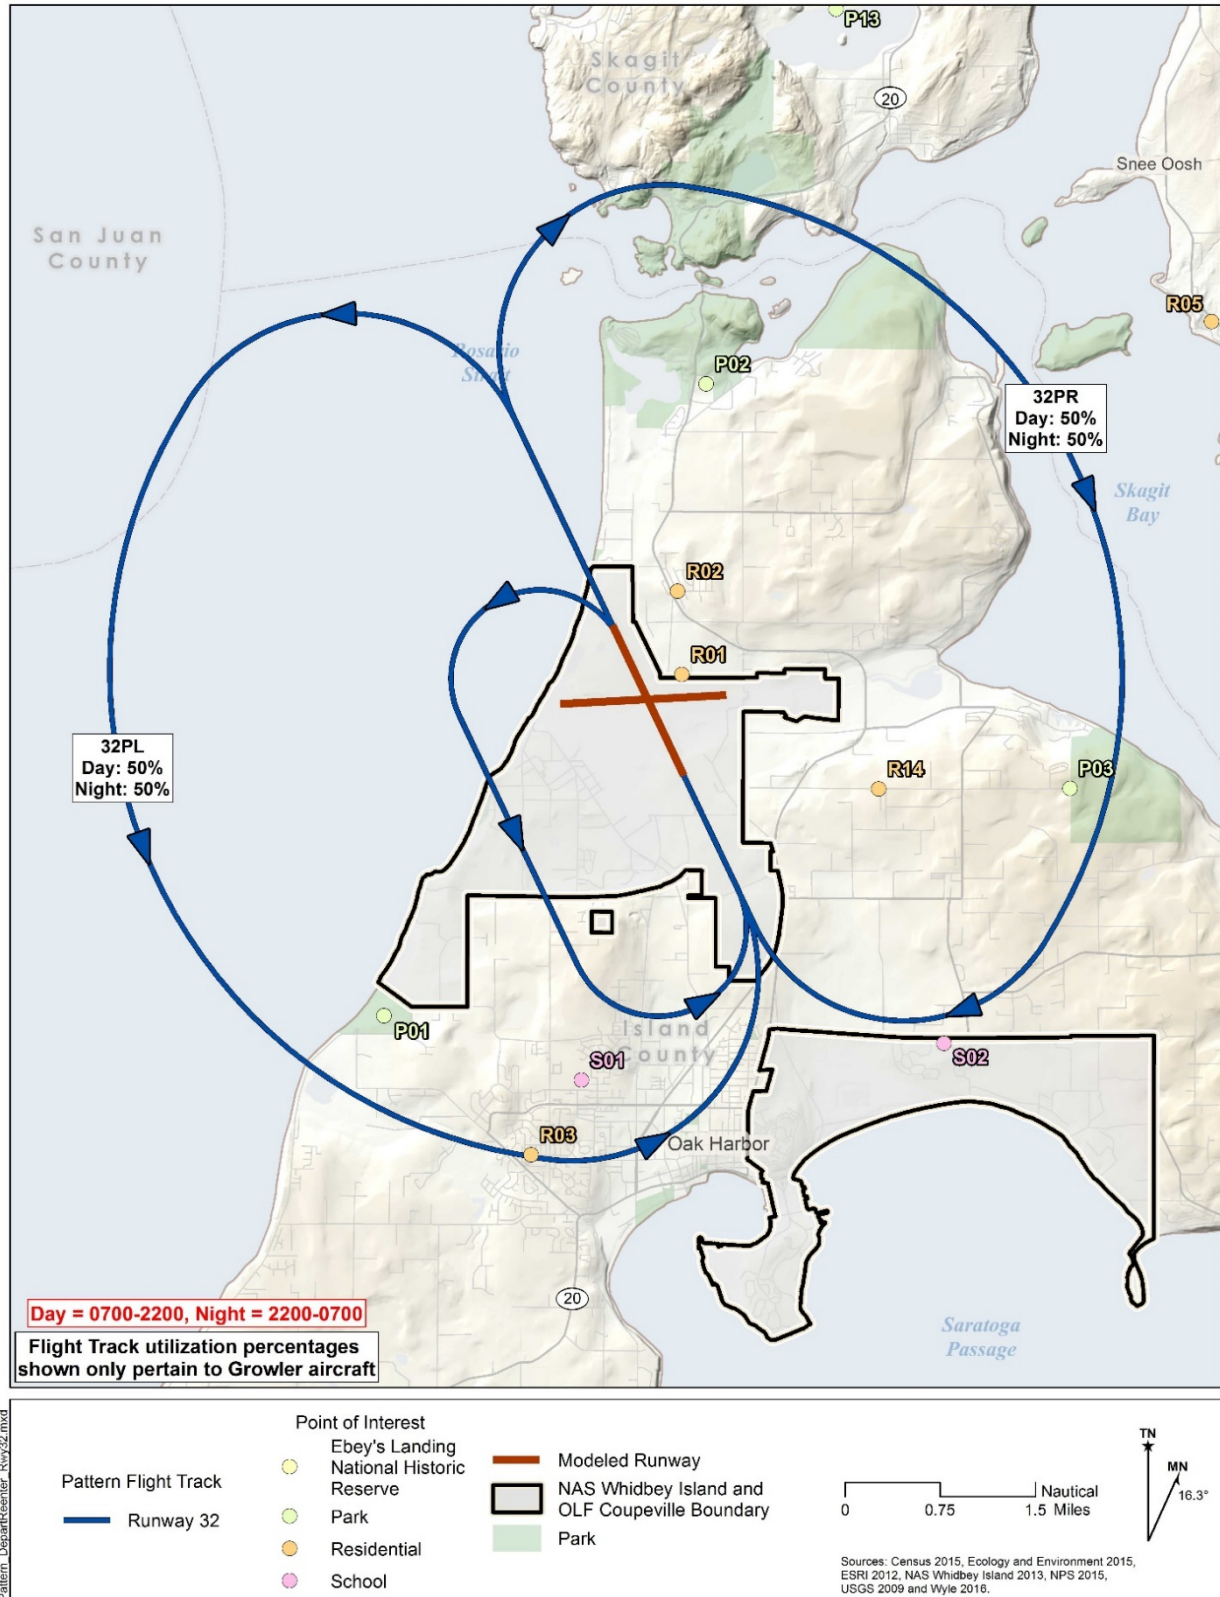 P13
Skagit
County
20
Snee Oosh
San Juan
County
R05
Rosario
Strait
P02
32PR
Day: 50%
Night: 50%
Skagit
Bay
R02
R01
32PL
Day: 50%
Night: 50%
R14
P03
P01
Island
County
S01
S02
R03
Oak Harbor
20
Day = 0700-2200, Night = 2200-0700
Flight Track utilization percentages
shown only pertain to Growler aircraft
Saratoga
Passage
Pattern_DepartReenter_Rwy32.mxd
Pattern Flight Track
Runway 32
Point of Interest
Ebey's Landing
National Historic
Reserve
Park
Residential
School
Modeled Runway
NAS Whidbey Island and
OLF Coupeville Boundary
Park
Nautical
0 0.75 1.5 Miles
TN
MN
16.3°
Sources: Census 2015, Ecology and Environment 2015,
ESRI 2012, NAS Whidbey Island 2013, NPS 2015,
USGS 2009 and Wyle 2016.